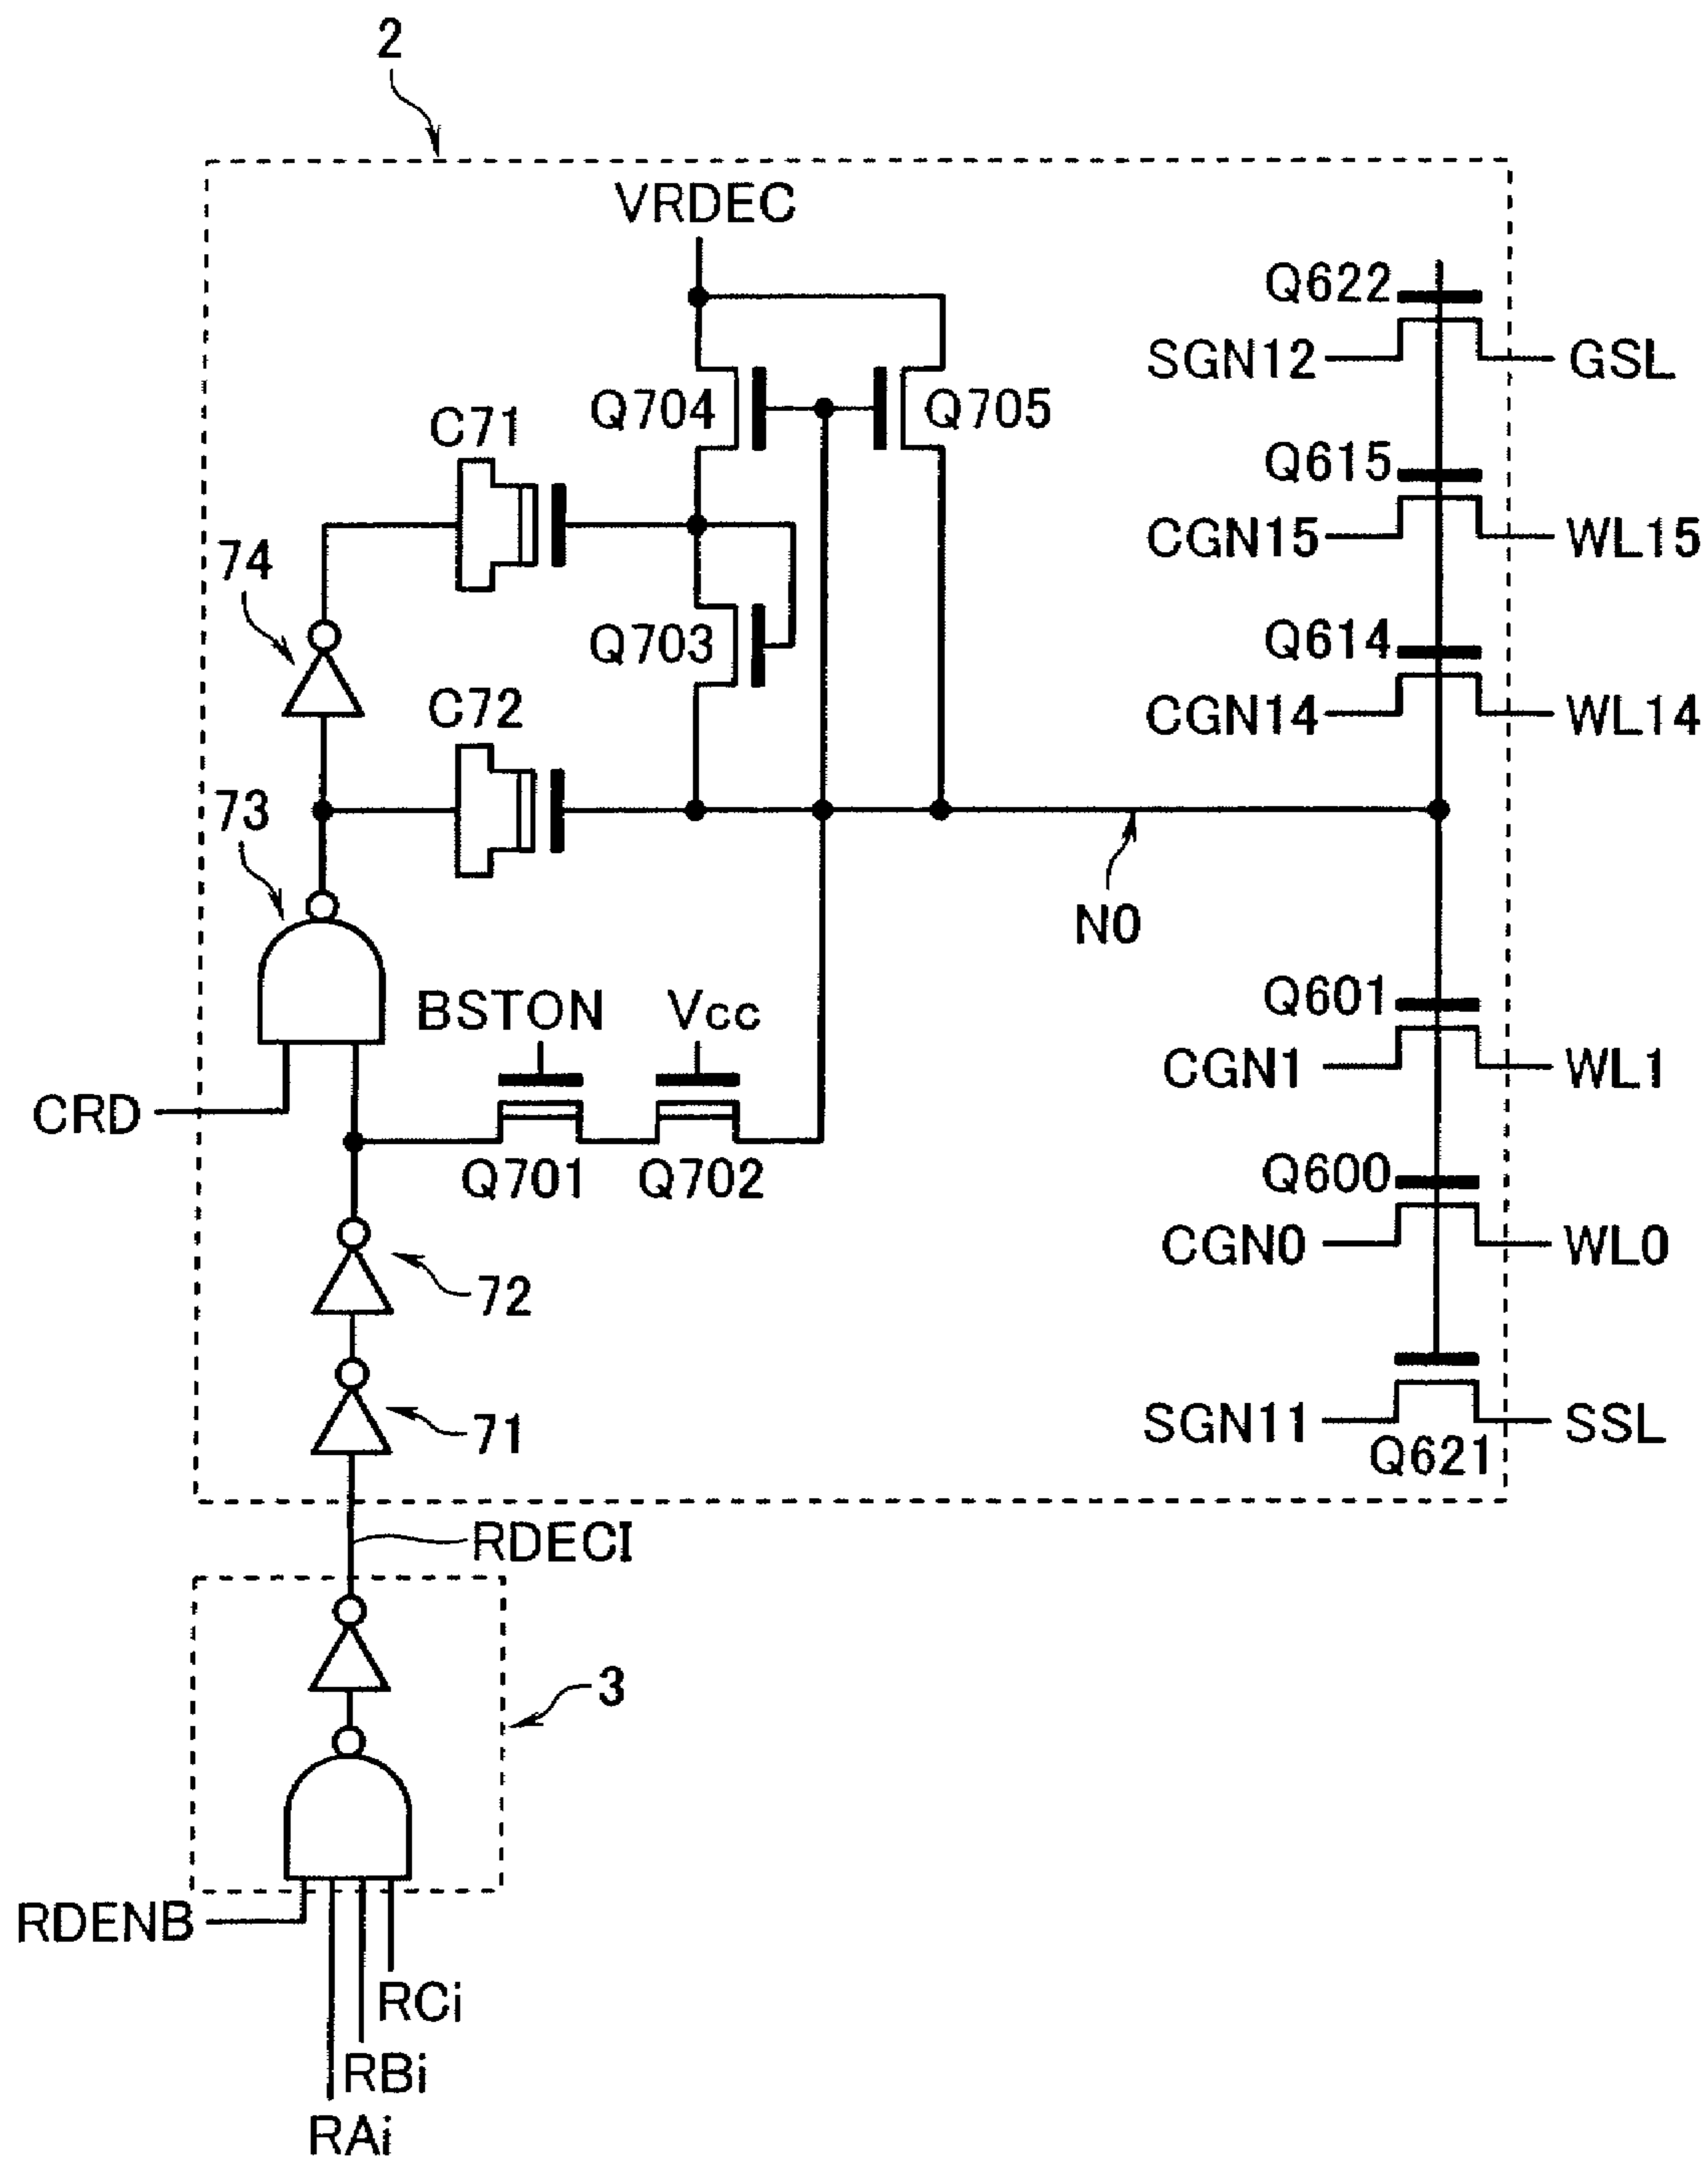 2
VRDEC
Q622
SGN12
GSL
Q704
Q705
C71
Q615
CGN15
WL15
74
Q703
Q614
C72
CGN14
WL14
73
N0
BSTON
Vcc
Q601
CGN1
WL1
CRD
Q701
Q702
Q600
CGN0
WL0
72
71
SGN11
SSL
Q621
RDECI
3
RDENB
RCi
RBi
RAi